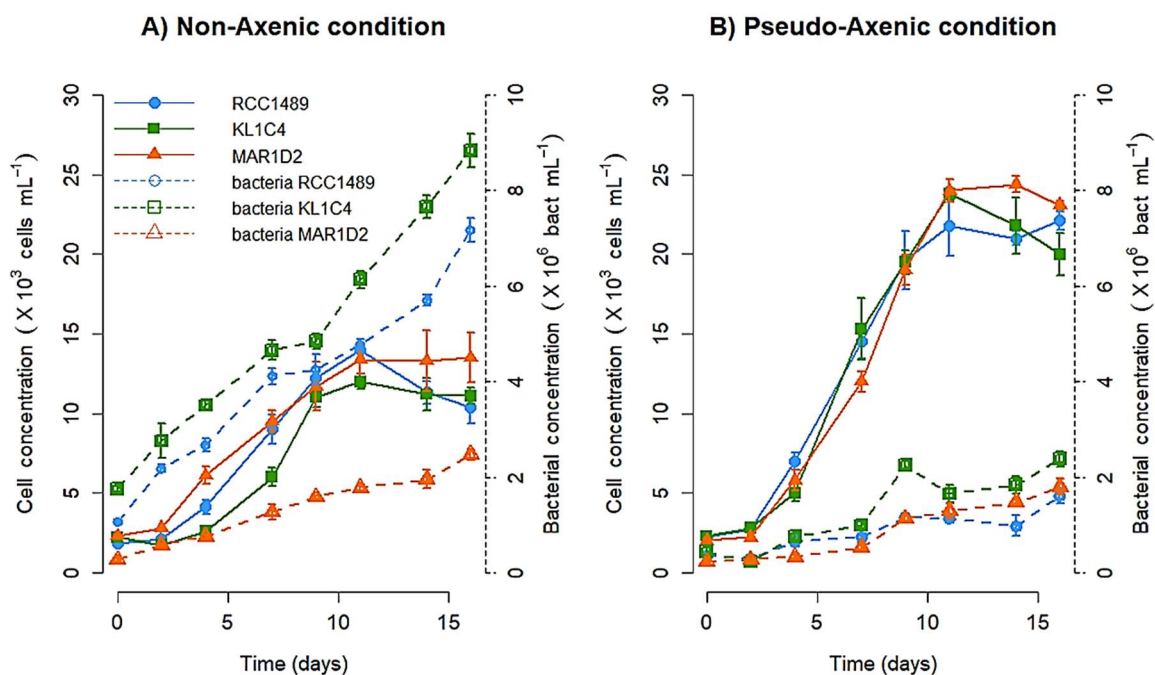 A) Non-Axenic condition
B) Pseudo-Axenic condition
RCC1489
KL1C4
MAR1D2
bacteria RCC1489
bacteria KL1C4
bacteria MAR1D2
Cell concentration ( X 10³ cells mL⁻¹)
30
25
20
15
10
5
0
Bacterial concentration ( X 10⁶ bact mL⁻¹)
10
8
6
4
2
0
0
5
10
15
Time (days)
Cell concentration ( X 10³ cells mL⁻¹)
30
25
20
15
10
5
0
Bacterial concentration ( X 10⁶ bact mL⁻¹)
10
8
6
4
2
0
0
5
10
15
Time (days)